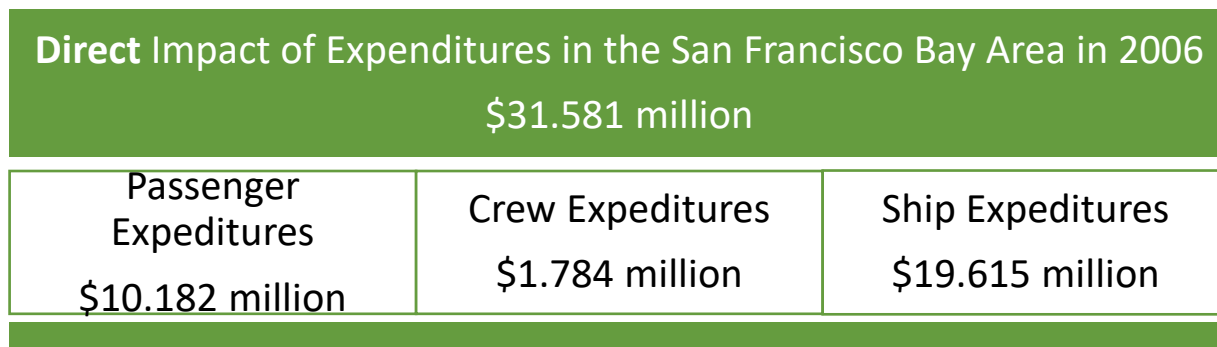 Direct Impact of Expenditures in the San Francisco Bay Area in 2006
$31.581 million
Passenger
Expeditures
$10.182 million
Crew Expeditures
$1.784 million
Ship Expeditures
$19.615 million